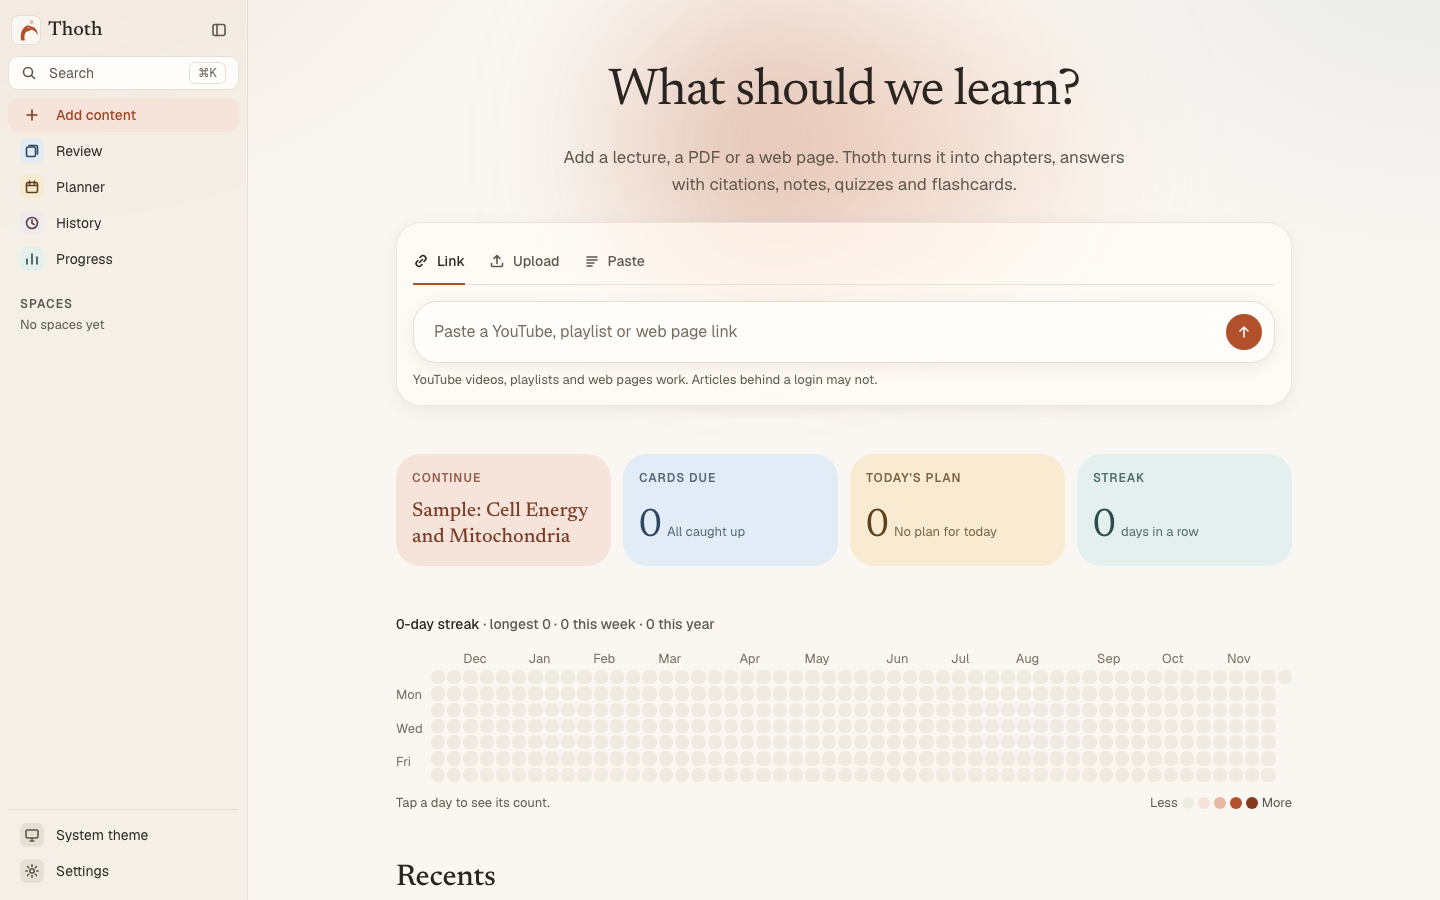 Thoth
Search
⌘K
Add content
Review
Planner
History
Progress
SPACES
No spaces yet
System theme
Settings
What should we learn?
Add a lecture, a PDF or a web page. Thoth turns it into chapters, answers
with citations, notes, quizzes and flashcards.
Link
Upload
Paste
Paste a YouTube, playlist or web page link
YouTube videos, playlists and web pages work. Articles behind a login may not.
CONTINUE
Sample: Cell Energy
and Mitochondria
CARDS DUE
0 All caught up
TODAY'S PLAN
0 No plan for today
STREAK
0 days in a row
0-day streak · longest 0 · 0 this week · 0 this year
Dec Jan Feb Mar Apr May Jun Jul Aug Sep Oct Nov
Mon
Wed
Fri
Tap a day to see its count.
Less More
Recents